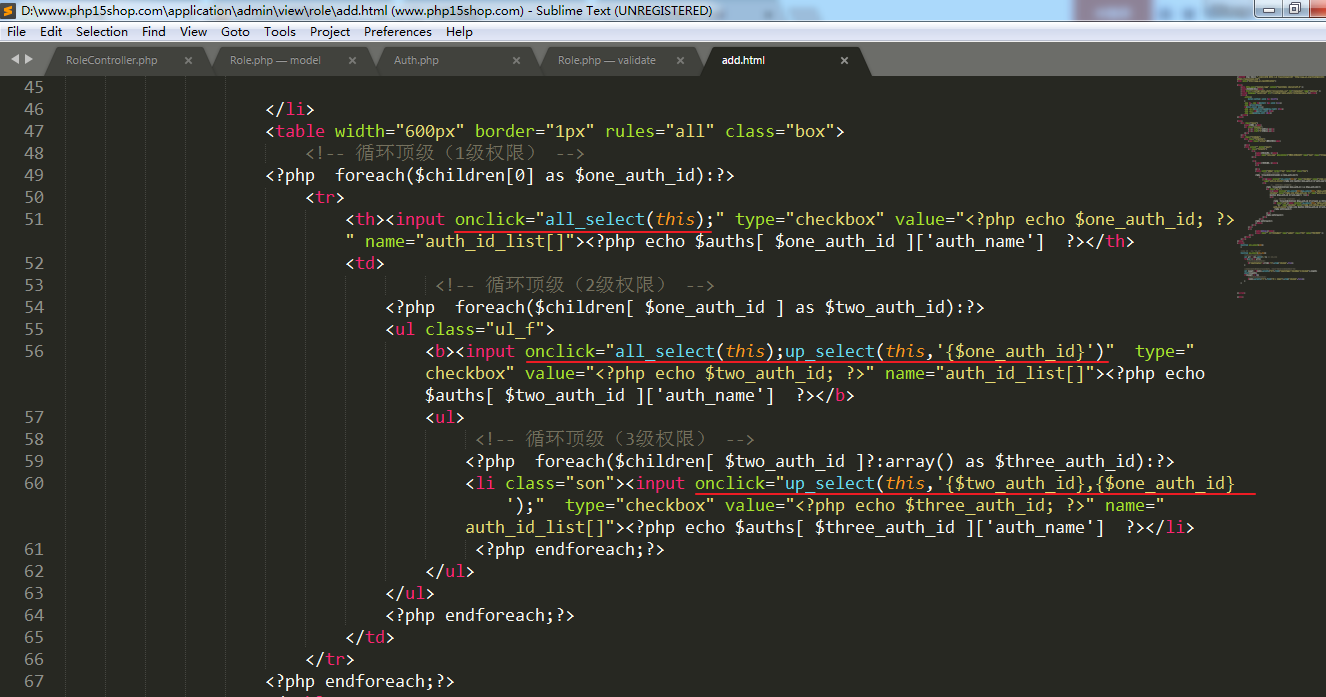 D:\www.php15shop.com\application\admin\view\role\add.html (www.php15shop.com) - Sublime Text (UNREGISTERED)
File Edit Selection Find View Goto Tools Project Preferences Help
RoleController.php × Role.php — model × Auth.php × Role.php — validate × add.html ×
45
46 </li>
47 <table width="600px" border="1px" rules="all" class="box">
48 <!-- 循环顶级（1级权限） -->
49 <?php  foreach($children[0] as $one_auth_id):?>
50 <tr>
51 <th><input onclick="all_select(this);" type="checkbox" value="<?php echo $one_auth_id; ?>
" name="auth_id_list[]"><?php echo $auths[ $one_auth_id ]['auth_name']  ?></th>
52 <td>
53 <!-- 循环顶级（2级权限） -->
54 <?php  foreach($children[ $one_auth_id ] as $two_auth_id):?>
55 <ul class="ul_f">
56 <b><input onclick="all_select(this);up_select(this,'{$one_auth_id}')"  type="
checkbox" value="<?php echo $two_auth_id; ?>" name="auth_id_list[]"><?php echo
$auths[ $two_auth_id ]['auth_name']  ?></b>
57 <ul>
58 <!-- 循环顶级（3级权限） -->
59 <?php  foreach($children[ $two_auth_id ]?:array() as $three_auth_id):?>
60 <li class="son"><input onclick="up_select(this,'{$two_auth_id},{$one_auth_id}
');"  type="checkbox" value="<?php echo $three_auth_id; ?>" name="
auth_id_list[]"><?php echo $auths[ $three_auth_id ]['auth_name']  ?></li>
61 <?php endforeach;?>
62 </ul>
63 </ul>
64 <?php endforeach;?>
65 </td>
66 </tr>
67 <?php endforeach;?>